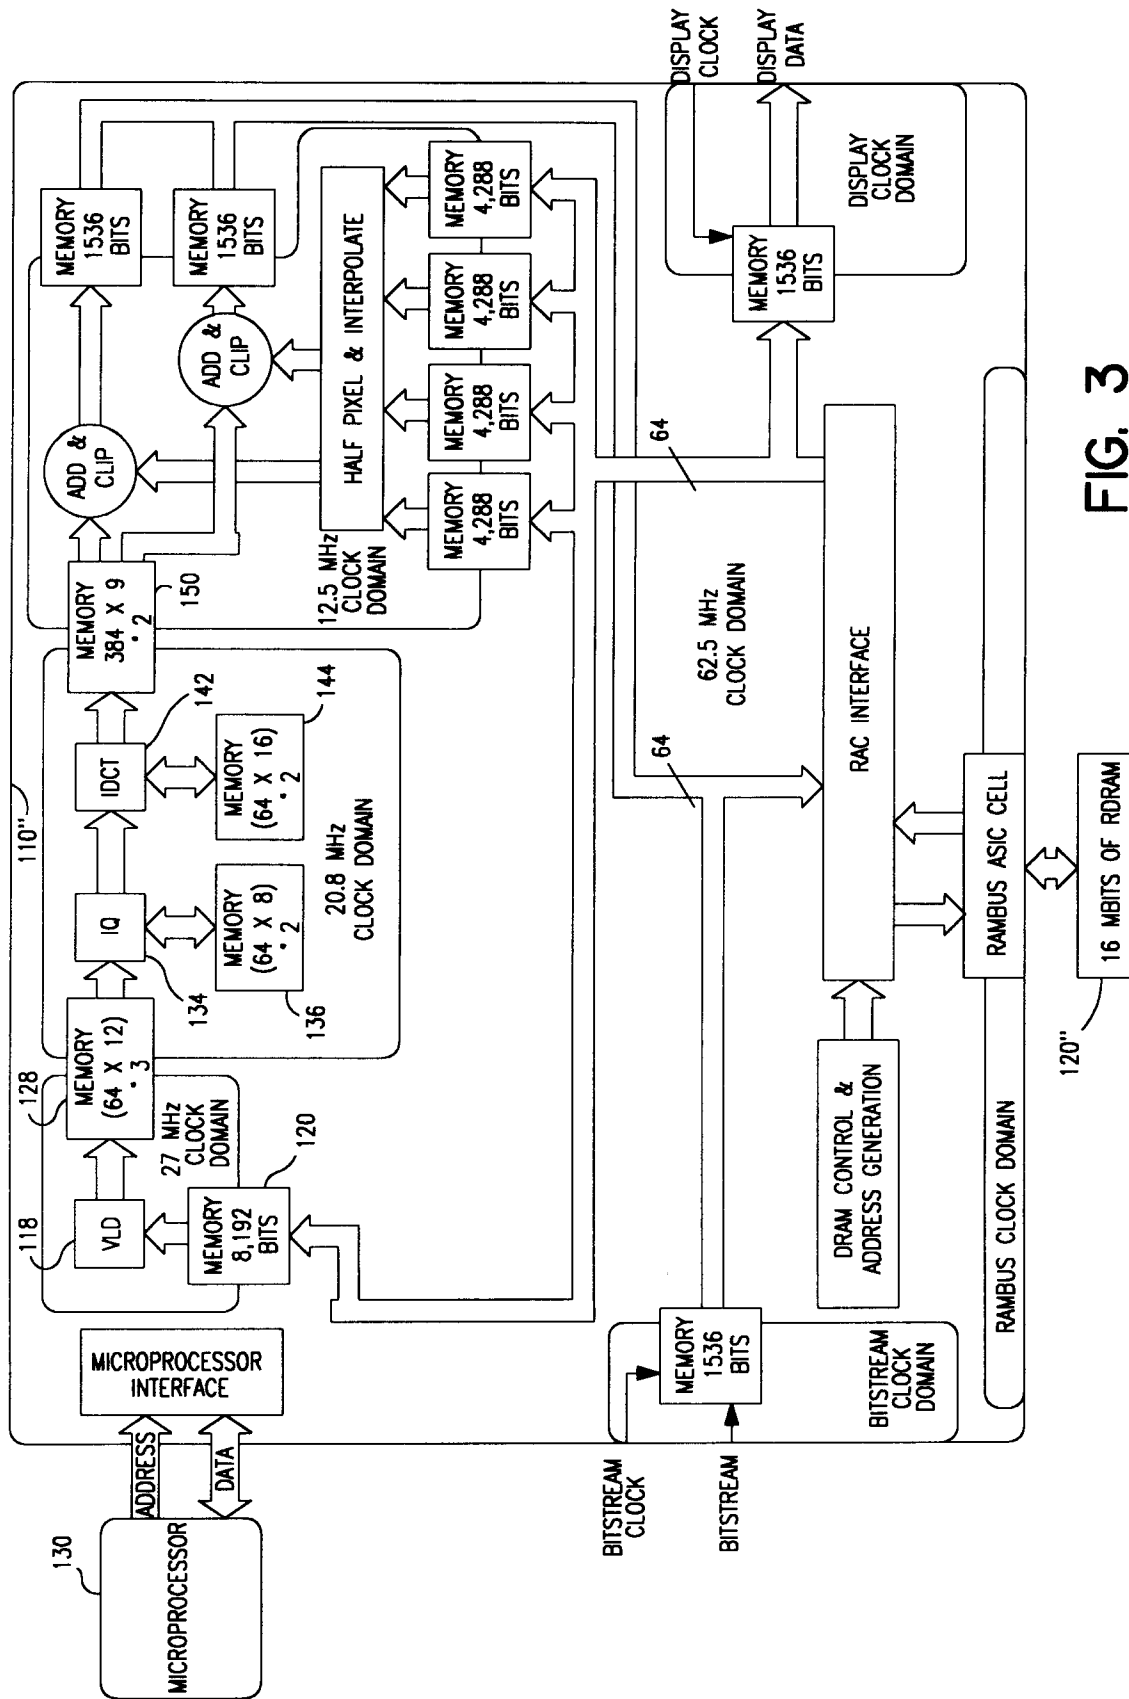 130
MICROPROCESSOR
ADDRESS
DATA
MICROPROCESSOR
INTERFACE
110"
118
VLD
128
MEMORY
(64 X 12)
• 3
27 MHz
CLOCK
DOMAIN
MEMORY
8,192
BITS
120
IQ
134
MEMORY
(64 X 8)
• 2
136
IDCT
142
MEMORY
(64 X 16)
• 2
144
20.8 MHz
CLOCK DOMAIN
MEMORY
384 X 9
• 2
150
ADD &
CLIP
ADD &
CLIP
MEMORY
1536
BITS
MEMORY
1536
BITS
12.5 MHz
CLOCK
DOMAIN
HALF PIXEL & INTERPOLATE
MEMORY
4,288
BITS
MEMORY
4,288
BITS
MEMORY
4,288
BITS
MEMORY
4,288
BITS
BITSTREAM
CLOCK
BITSTREAM
MEMORY
1536
BITS
BITSTREAM
CLOCK
DOMAIN
64
64
62.5 MHz
CLOCK DOMAIN
DISPLAY
CLOCK
DISPLAY
DATA
MEMORY
1536
BITS
DISPLAY
CLOCK
DOMAIN
DRAM CONTROL &
ADDRESS GENERATION
RAC INTERFACE
RAMBUS CLOCK DOMAIN
RAMBUS ASIC CELL
120"
16 MBITS OF RDRAM
FIG. 3